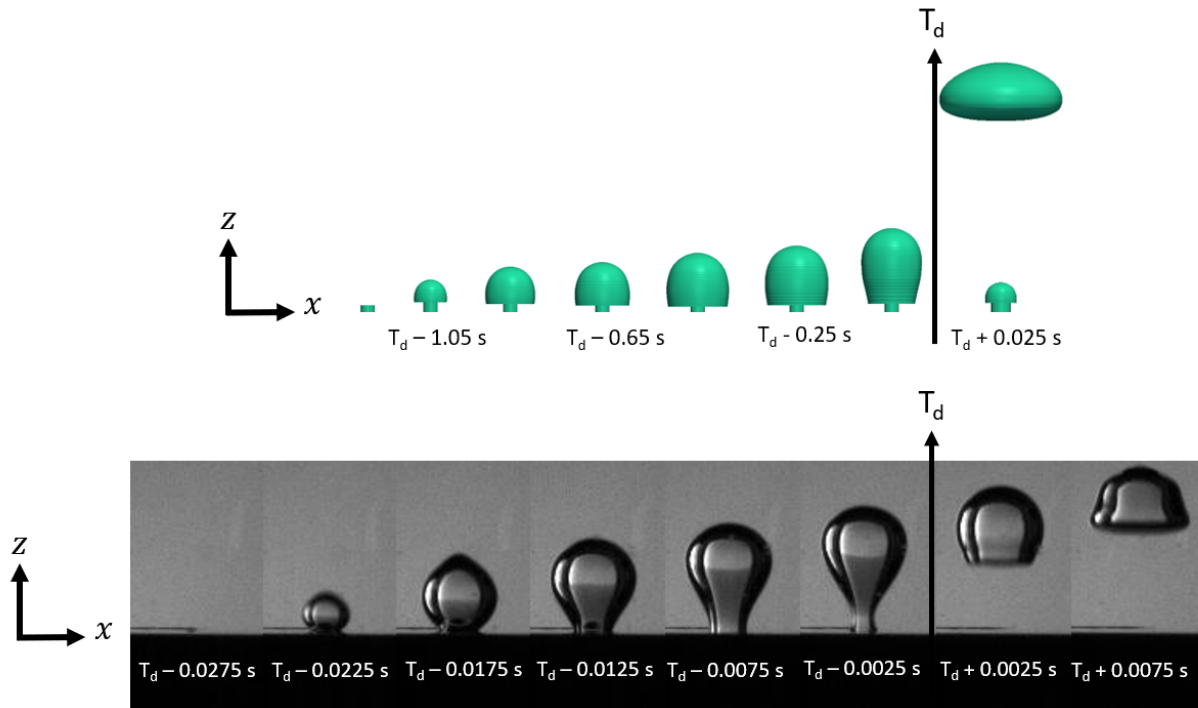 T_d
z
x
T_d – 1.05 s
T_d – 0.65 s
T_d - 0.25 s
T_d + 0.025 s
T_d
z
x
T_d – 0.0275 s
T_d – 0.0225 s
T_d – 0.0175 s
T_d – 0.0125 s
T_d – 0.0075 s
T_d – 0.0025 s
T_d + 0.0025 s
T_d + 0.0075 s